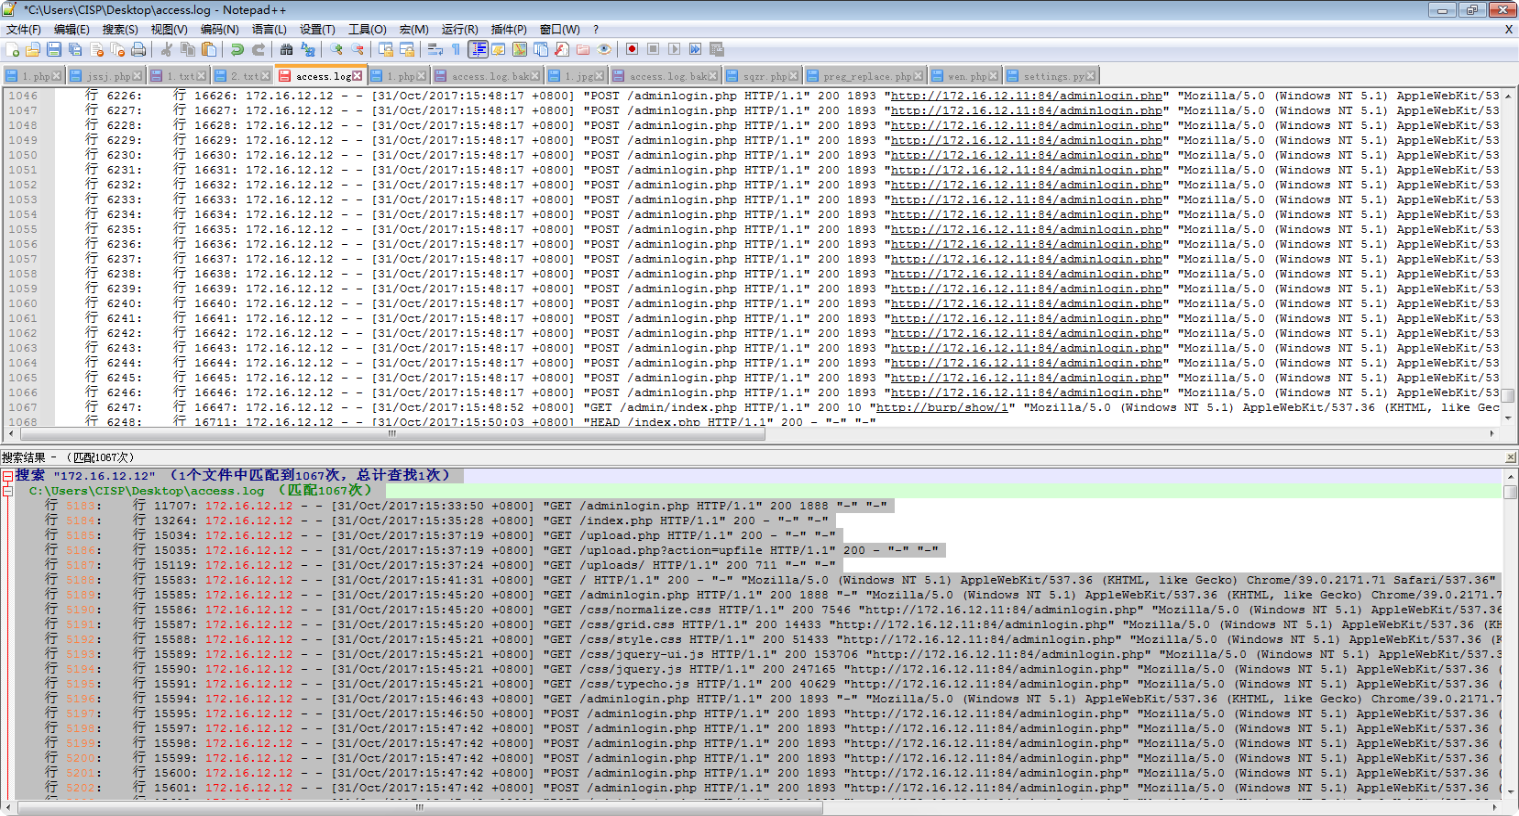 *C:\Users\CISP\Desktop\access.log - Notepad++
文件(F) 编辑(E) 搜索(S) 视图(V) 编码(N) 语言(L) 设置(T) 工具(O) 宏(M) 运行(R) 插件(P) 窗口(W) ? X
1.php jssj.php 1.txt 2.txt access.log 1.php access.log.bak 1.jpg access.log.bak sqzr.php preg_replace.php wen.php settings.py
1046 行 6226: 行 16626: 172.16.12.12 - - [31/Oct/2017:15:48:17 +0800] "POST /adminlogin.php HTTP/1.1" 200 1893 "http://172.16.12.11:84/adminlogin.php" "Mozilla/5.0 (Windows NT 5.1) AppleWebKit/53
1047 行 6227: 行 16627: 172.16.12.12 - - [31/Oct/2017:15:48:17 +0800] "POST /adminlogin.php HTTP/1.1" 200 1893 "http://172.16.12.11:84/adminlogin.php" "Mozilla/5.0 (Windows NT 5.1) AppleWebKit/53
1048 行 6228: 行 16628: 172.16.12.12 - - [31/Oct/2017:15:48:17 +0800] "POST /adminlogin.php HTTP/1.1" 200 1893 "http://172.16.12.11:84/adminlogin.php" "Mozilla/5.0 (Windows NT 5.1) AppleWebKit/53
1049 行 6229: 行 16629: 172.16.12.12 - - [31/Oct/2017:15:48:17 +0800] "POST /adminlogin.php HTTP/1.1" 200 1893 "http://172.16.12.11:84/adminlogin.php" "Mozilla/5.0 (Windows NT 5.1) AppleWebKit/53
1050 行 6230: 行 16630: 172.16.12.12 - - [31/Oct/2017:15:48:17 +0800] "POST /adminlogin.php HTTP/1.1" 200 1893 "http://172.16.12.11:84/adminlogin.php" "Mozilla/5.0 (Windows NT 5.1) AppleWebKit/53
1051 行 6231: 行 16631: 172.16.12.12 - - [31/Oct/2017:15:48:17 +0800] "POST /adminlogin.php HTTP/1.1" 200 1893 "http://172.16.12.11:84/adminlogin.php" "Mozilla/5.0 (Windows NT 5.1) AppleWebKit/53
1052 行 6232: 行 16632: 172.16.12.12 - - [31/Oct/2017:15:48:17 +0800] "POST /adminlogin.php HTTP/1.1" 200 1893 "http://172.16.12.11:84/adminlogin.php" "Mozilla/5.0 (Windows NT 5.1) AppleWebKit/53
1053 行 6233: 行 16633: 172.16.12.12 - - [31/Oct/2017:15:48:17 +0800] "POST /adminlogin.php HTTP/1.1" 200 1893 "http://172.16.12.11:84/adminlogin.php" "Mozilla/5.0 (Windows NT 5.1) AppleWebKit/53
1054 行 6234: 行 16634: 172.16.12.12 - - [31/Oct/2017:15:48:17 +0800] "POST /adminlogin.php HTTP/1.1" 200 1893 "http://172.16.12.11:84/adminlogin.php" "Mozilla/5.0 (Windows NT 5.1) AppleWebKit/53
1055 行 6235: 行 16635: 172.16.12.12 - - [31/Oct/2017:15:48:17 +0800] "POST /adminlogin.php HTTP/1.1" 200 1893 "http://172.16.12.11:84/adminlogin.php" "Mozilla/5.0 (Windows NT 5.1) AppleWebKit/53
1056 行 6236: 行 16636: 172.16.12.12 - - [31/Oct/2017:15:48:17 +0800] "POST /adminlogin.php HTTP/1.1" 200 1893 "http://172.16.12.11:84/adminlogin.php" "Mozilla/5.0 (Windows NT 5.1) AppleWebKit/53
1057 行 6237: 行 16637: 172.16.12.12 - - [31/Oct/2017:15:48:17 +0800] "POST /adminlogin.php HTTP/1.1" 200 1893 "http://172.16.12.11:84/adminlogin.php" "Mozilla/5.0 (Windows NT 5.1) AppleWebKit/53
1058 行 6238: 行 16638: 172.16.12.12 - - [31/Oct/2017:15:48:17 +0800] "POST /adminlogin.php HTTP/1.1" 200 1893 "http://172.16.12.11:84/adminlogin.php" "Mozilla/5.0 (Windows NT 5.1) AppleWebKit/53
1059 行 6239: 行 16639: 172.16.12.12 - - [31/Oct/2017:15:48:17 +0800] "POST /adminlogin.php HTTP/1.1" 200 1893 "http://172.16.12.11:84/adminlogin.php" "Mozilla/5.0 (Windows NT 5.1) AppleWebKit/53
1060 行 6240: 行 16640: 172.16.12.12 - - [31/Oct/2017:15:48:17 +0800] "POST /adminlogin.php HTTP/1.1" 200 1893 "http://172.16.12.11:84/adminlogin.php" "Mozilla/5.0 (Windows NT 5.1) AppleWebKit/53
1061 行 6241: 行 16641: 172.16.12.12 - - [31/Oct/2017:15:48:17 +0800] "POST /adminlogin.php HTTP/1.1" 200 1893 "http://172.16.12.11:84/adminlogin.php" "Mozilla/5.0 (Windows NT 5.1) AppleWebKit/53
1062 行 6242: 行 16642: 172.16.12.12 - - [31/Oct/2017:15:48:17 +0800] "POST /adminlogin.php HTTP/1.1" 200 1893 "http://172.16.12.11:84/adminlogin.php" "Mozilla/5.0 (Windows NT 5.1) AppleWebKit/53
1063 行 6243: 行 16643: 172.16.12.12 - - [31/Oct/2017:15:48:17 +0800] "POST /adminlogin.php HTTP/1.1" 200 1893 "http://172.16.12.11:84/adminlogin.php" "Mozilla/5.0 (Windows NT 5.1) AppleWebKit/53
1064 行 6244: 行 16644: 172.16.12.12 - - [31/Oct/2017:15:48:17 +0800] "POST /adminlogin.php HTTP/1.1" 200 1893 "http://172.16.12.11:84/adminlogin.php" "Mozilla/5.0 (Windows NT 5.1) AppleWebKit/53
1065 行 6245: 行 16645: 172.16.12.12 - - [31/Oct/2017:15:48:17 +0800] "POST /adminlogin.php HTTP/1.1" 200 1893 "http://172.16.12.11:84/adminlogin.php" "Mozilla/5.0 (Windows NT 5.1) AppleWebKit/53
1066 行 6246: 行 16646: 172.16.12.12 - - [31/Oct/2017:15:48:17 +0800] "POST /adminlogin.php HTTP/1.1" 200 1893 "http://172.16.12.11:84/adminlogin.php" "Mozilla/5.0 (Windows NT 5.1) AppleWebKit/53
1067 行 6247: 行 16647: 172.16.12.12 - - [31/Oct/2017:15:48:52 +0800] "GET /admin/index.php HTTP/1.1" 200 10 "http://burp/show/1" "Mozilla/5.0 (Windows NT 5.1) AppleWebKit/537.36 (KHTML, like Gec
1068 行 6248: 行 16711: 172.16.12.12 - - [31/Oct/2017:15:50:03 +0800] "HEAD /index.php HTTP/1.1" 200 - "-" "-"
搜索结果 - （匹配1067次）
搜索 "172.16.12.12" （1个文件中匹配到1067次，总计查找1次）
C:\Users\CISP\Desktop\access.log （匹配1067次）
行 5183: 行 11707: 172.16.12.12 - - [31/Oct/2017:15:33:50 +0800] "GET /adminlogin.php HTTP/1.1" 200 1888 "-" "-"
行 5184: 行 13264: 172.16.12.12 - - [31/Oct/2017:15:35:28 +0800] "GET /index.php HTTP/1.1" 200 - "-" "-"
行 5185: 行 15034: 172.16.12.12 - - [31/Oct/2017:15:37:19 +0800] "GET /upload.php HTTP/1.1" 200 - "-" "-"
行 5186: 行 15035: 172.16.12.12 - - [31/Oct/2017:15:37:19 +0800] "GET /upload.php?action=upfile HTTP/1.1" 200 - "-" "-"
行 5187: 行 15119: 172.16.12.12 - - [31/Oct/2017:15:37:24 +0800] "GET /uploads/ HTTP/1.1" 200 711 "-" "-"
行 5188: 行 15583: 172.16.12.12 - - [31/Oct/2017:15:41:31 +0800] "GET / HTTP/1.1" 200 - "-" "Mozilla/5.0 (Windows NT 5.1) AppleWebKit/537.36 (KHTML, like Gecko) Chrome/39.0.2171.71 Safari/537.36"
行 5189: 行 15585: 172.16.12.12 - - [31/Oct/2017:15:45:20 +0800] "GET /adminlogin.php HTTP/1.1" 200 1888 "-" "Mozilla/5.0 (Windows NT 5.1) AppleWebKit/537.36 (KHTML, like Gecko) Chrome/39.0.2171.7
行 5190: 行 15586: 172.16.12.12 - - [31/Oct/2017:15:45:20 +0800] "GET /css/normalize.css HTTP/1.1" 200 7546 "http://172.16.12.11:84/adminlogin.php" "Mozilla/5.0 (Windows NT 5.1) AppleWebKit/537.36
行 5191: 行 15587: 172.16.12.12 - - [31/Oct/2017:15:45:20 +0800] "GET /css/grid.css HTTP/1.1" 200 14433 "http://172.16.12.11:84/adminlogin.php" "Mozilla/5.0 (Windows NT 5.1) AppleWebKit/537.36 (KH
行 5192: 行 15588: 172.16.12.12 - - [31/Oct/2017:15:45:21 +0800] "GET /css/style.css HTTP/1.1" 200 51433 "http://172.16.12.11:84/adminlogin.php" "Mozilla/5.0 (Windows NT 5.1) AppleWebKit/537.36 (K
行 5193: 行 15589: 172.16.12.12 - - [31/Oct/2017:15:45:21 +0800] "GET /css/jquery-ui.js HTTP/1.1" 200 153706 "http://172.16.12.11:84/adminlogin.php" "Mozilla/5.0 (Windows NT 5.1) AppleWebKit/537.3
行 5194: 行 15590: 172.16.12.12 - - [31/Oct/2017:15:45:21 +0800] "GET /css/jquery.js HTTP/1.1" 200 247165 "http://172.16.12.11:84/adminlogin.php" "Mozilla/5.0 (Windows NT 5.1) AppleWebKit/537.36 (
行 5195: 行 15591: 172.16.12.12 - - [31/Oct/2017:15:45:21 +0800] "GET /css/typecho.js HTTP/1.1" 200 40629 "http://172.16.12.11:84/adminlogin.php" "Mozilla/5.0 (Windows NT 5.1) AppleWebKit/537.36 (
行 5196: 行 15594: 172.16.12.12 - - [31/Oct/2017:15:46:43 +0800] "GET /adminlogin.php HTTP/1.1" 200 1893 "-" "Mozilla/5.0 (Windows NT 5.1) AppleWebKit/537.36 (KHTML, like Gecko) Chrome/39.0.2171.7
行 5197: 行 15595: 172.16.12.12 - - [31/Oct/2017:15:46:50 +0800] "POST /adminlogin.php HTTP/1.1" 200 1893 "http://172.16.12.11:84/adminlogin.php" "Mozilla/5.0 (Windows NT 5.1) AppleWebKit/537.36 (
行 5198: 行 15597: 172.16.12.12 - - [31/Oct/2017:15:47:42 +0800] "POST /adminlogin.php HTTP/1.1" 200 1893 "http://172.16.12.11:84/adminlogin.php" "Mozilla/5.0 (Windows NT 5.1) AppleWebKit/537.36 (
行 5199: 行 15598: 172.16.12.12 - - [31/Oct/2017:15:47:42 +0800] "POST /adminlogin.php HTTP/1.1" 200 1893 "http://172.16.12.11:84/adminlogin.php" "Mozilla/5.0 (Windows NT 5.1) AppleWebKit/537.36 (
行 5200: 行 15599: 172.16.12.12 - - [31/Oct/2017:15:47:42 +0800] "POST /adminlogin.php HTTP/1.1" 200 1893 "http://172.16.12.11:84/adminlogin.php" "Mozilla/5.0 (Windows NT 5.1) AppleWebKit/537.36 (
行 5201: 行 15600: 172.16.12.12 - - [31/Oct/2017:15:47:42 +0800] "POST /adminlogin.php HTTP/1.1" 200 1893 "http://172.16.12.11:84/adminlogin.php" "Mozilla/5.0 (Windows NT 5.1) AppleWebKit/537.36 (
行 5202: 行 15601: 172.16.12.12 - - [31/Oct/2017:15:47:42 +0800] "POST /adminlogin.php HTTP/1.1" 200 1893 "http://172.16.12.11:84/adminlogin.php" "Mozilla/5.0 (Windows NT 5.1) AppleWebKit/537.36 (